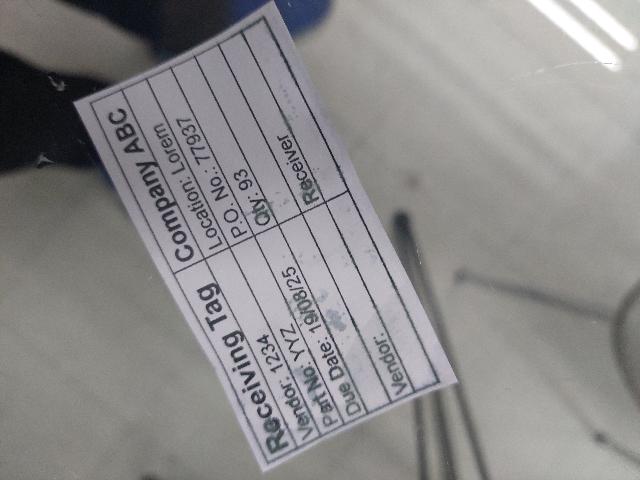 Receiving Tag Company ABC
Vendor: 1234 Location: Lorem
Part No: YYZ P.O. No.: 77937
Due Date: 19/08/25 Qty: 93
Vendor: Receiver